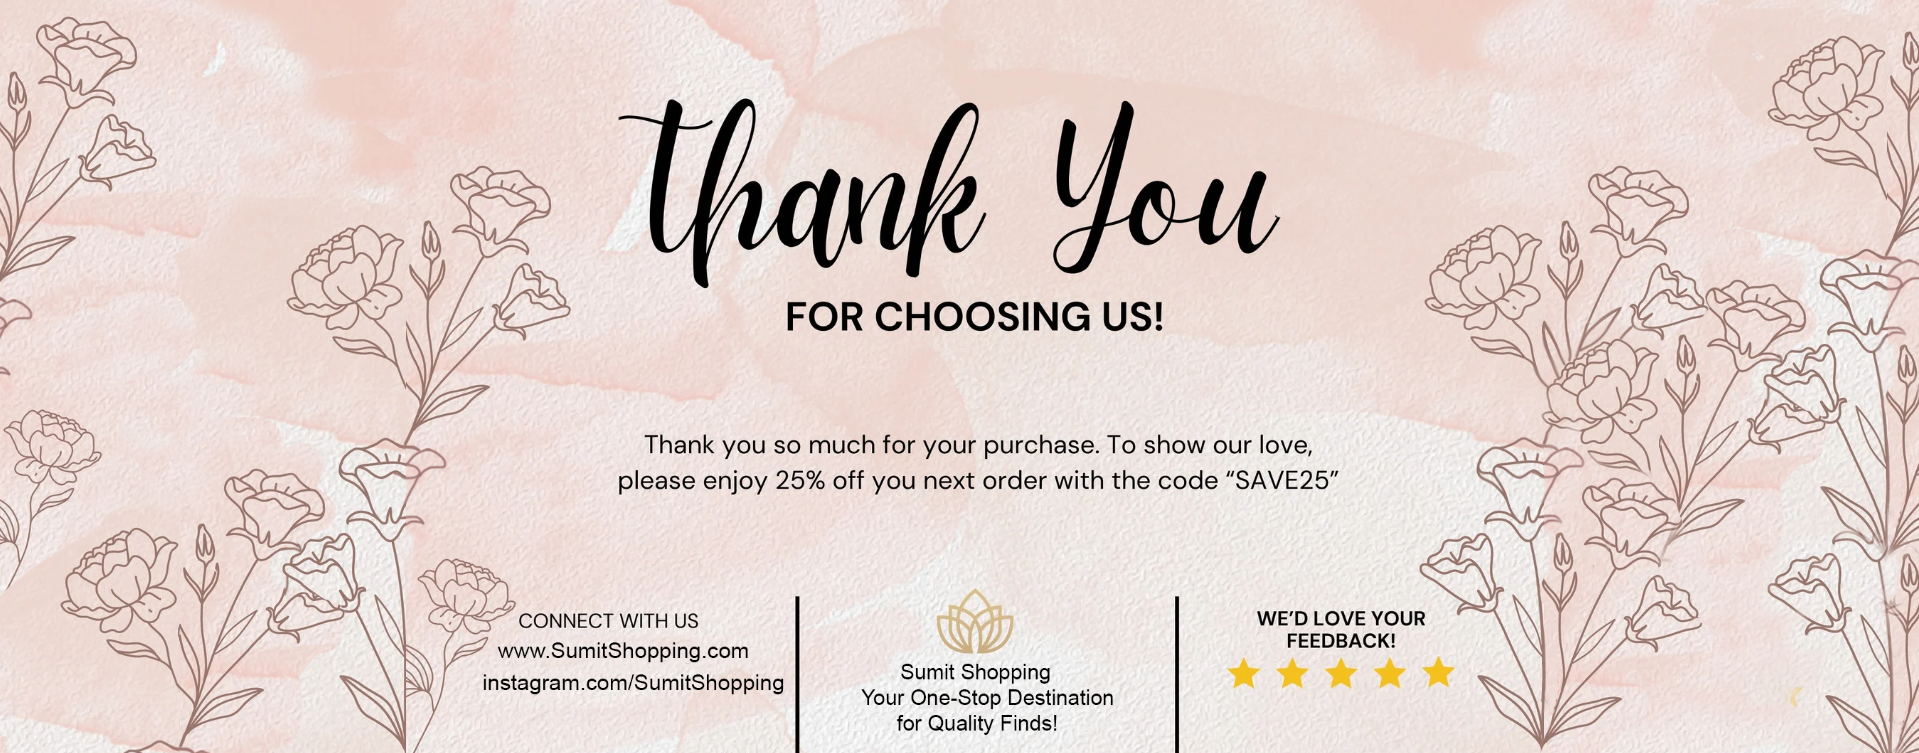 Thank You
FOR CHOOSING US!
Thank you so much for your purchase. To show our love,
please enjoy 25% off you next order with the code “SAVE25”
CONNECT WITH US
www.SumitShopping.com
instagram.com/SumitShopping
Sumit Shopping
Your One-Stop Destination
for Quality Finds!
WE’D LOVE YOUR
FEEDBACK!